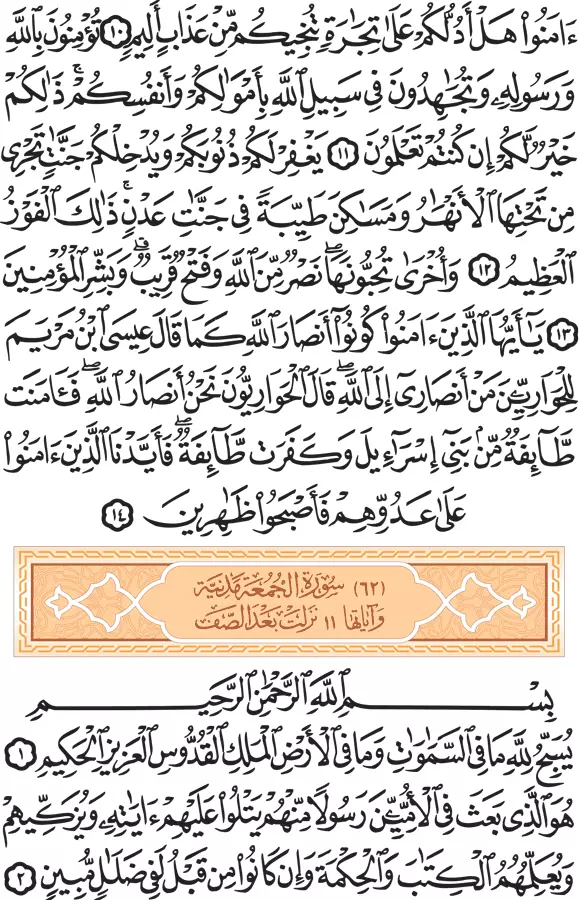 ءَامَنُوا۟ هَلْ أَدُلُّكُمْ عَلَىٰ تِجَٰرَةٍ تُنجِيكُم مِّنْ عَذَابٍ أَلِيمٍ ١٠ تُؤْمِنُونَ بِٱللَّهِ
وَرَسُولِهِۦ وَتُجَٰهِدُونَ فِى سَبِيلِ ٱللَّهِ بِأَمْوَٰلِكُمْ وَأَنفُسِكُمْ ۚ ذَٰلِكُمْ
خَيْرٌ لَّكُمْ إِن كُنتُمْ تَعْلَمُونَ ١١ يَغْفِرْ لَكُمْ ذُنُوبَكُمْ وَيُدْخِلْكُمْ جَنَّٰتٍ تَجْرِى
مِن تَحْتِهَا ٱلْأَنْهَٰرُ وَمَسَٰكِنَ طَيِّبَةً فِى جَنَّٰتِ عَدْنٍ ۚ ذَٰلِكَ ٱلْفَوْزُ
ٱلْعَظِيمُ ١٢ وَأُخْرَىٰ تُحِبُّونَهَا ۖ نَصْرٌ مِّنَ ٱللَّهِ وَفَتْحٌ قَرِيبٌ ۗ وَبَشِّرِ ٱلْمُؤْمِنِينَ
١٣ يَٰٓأَيُّهَا ٱلَّذِينَ ءَامَنُوا۟ كُونُوٓا۟ أَنصَارَ ٱللَّهِ كَمَا قَالَ عِيسَى ٱبْنُ مَرْيَمَ
لِلْحَوَارِيِّـۧنَ مَنْ أَنصَارِىٓ إِلَى ٱللَّهِ ۖ قَالَ ٱلْحَوَارِيُّونَ نَحْنُ أَنصَارُ ٱللَّهِ ۖ فَـَٔامَنَت
طَّآئِفَةٌ مِّنۢ بَنِىٓ إِسْرَٰٓءِيلَ وَكَفَرَت طَّآئِفَةٌ ۖ فَأَيَّدْنَا ٱلَّذِينَ ءَامَنُوا۟
عَلَىٰ عَدُوِّهِمْ فَأَصْبَحُوا۟ ظَٰهِرِينَ ١٤
(٦٢) سُورَةُ الجُمُعَةِ مَدَنِيَّة
وَآيَاتُهَا ١١ نَزَلَتْ بَعْدَ الصَّفِّ
بِسْمِ ٱللَّهِ ٱلرَّحْمَٰنِ ٱلرَّحِيمِ
يُسَبِّحُ لِلَّهِ مَا فِى ٱلسَّمَٰوَٰتِ وَمَا فِى ٱلْأَرْضِ ٱلْمَلِكِ ٱلْقُدُّوسِ ٱلْعَزِيزِ ٱلْحَكِيمِ ١
هُوَ ٱلَّذِى بَعَثَ فِى ٱلْأُمِّيِّـۧنَ رَسُولًا مِّنْهُمْ يَتْلُوا۟ عَلَيْهِمْ ءَايَٰتِهِۦ وَيُزَكِّيهِمْ
وَيُعَلِّمُهُمُ ٱلْكِتَٰبَ وَٱلْحِكْمَةَ وَإِن كَانُوا۟ مِن قَبْلُ لَفِى ضَلَٰلٍ مُّبِينٍ ٢